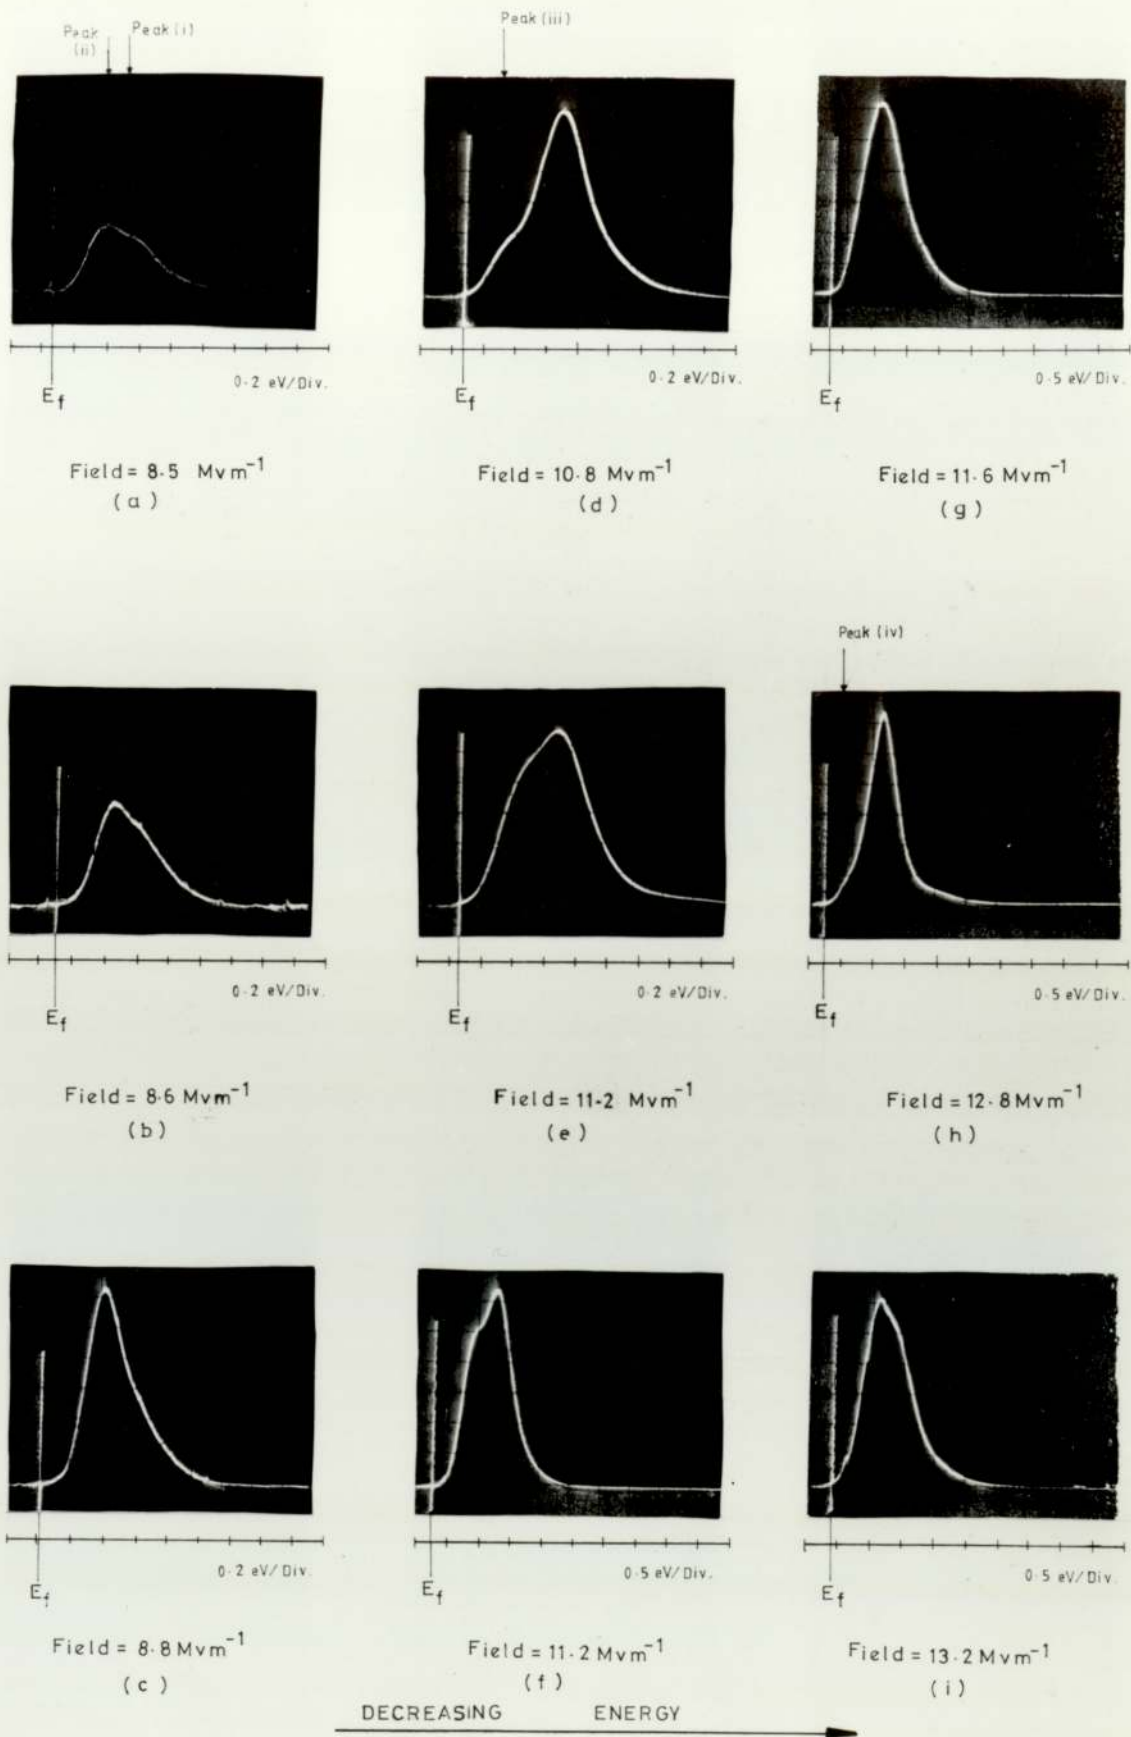 Peak
(ii)
Peak (i)
0·2 eV/Div.
E_f
Field = 8·5 Mvm⁻¹
(a)
Peak (iii)
0·2 eV/Div.
E_f
Field = 10·8 Mvm⁻¹
(d)
0·5 eV/Div.
E_f
Field = 11·6 Mvm⁻¹
(g)
0·2 eV/Div.
E_f
Field = 8·6 Mvm⁻¹
(b)
0·2 eV/Div.
E_f
Field = 11-2 Mvm⁻¹
(e)
Peak (iv)
0·5 eV/Div.
E_f
Field = 12·8 Mvm⁻¹
(h)
0·2 eV/Div.
E_f
Field = 8·8 Mvm⁻¹
(c)
0·5 eV/Div.
E_f
Field = 11·2 Mvm⁻¹
(f)
0·5 eV/Div.
E_f
Field = 13·2 Mvm⁻¹
(i)
DECREASING ENERGY